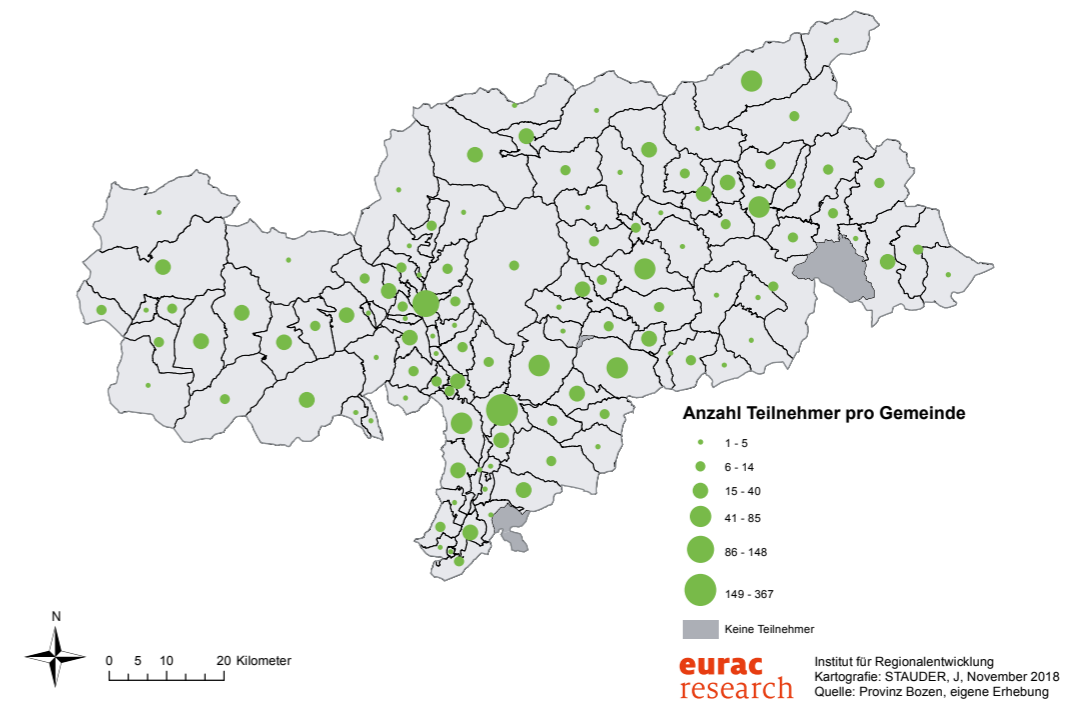 Anzahl Teilnehmer pro Gemeinde
1 - 5
6 - 14
15 - 40
41 - 85
86 - 148
149 - 367
Keine Teilnehmer
N
0 5 10 20 Kilometer
eurac
research
Institut für Regionalentwicklung
Kartografie: STAUDER, J, November 2018
Quelle: Provinz Bozen, eigene Erhebung